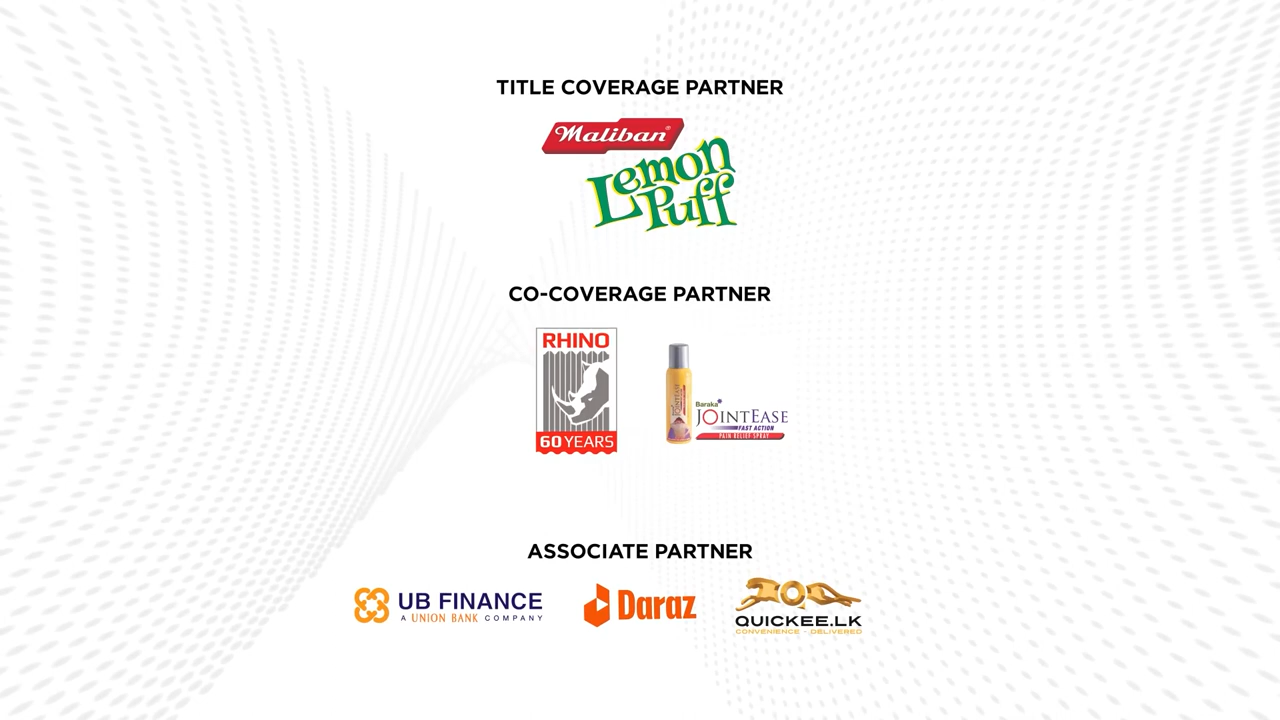 TITLE COVERAGE PARTNER
Maliban®
Lemon
Puff
CO-COVERAGE PARTNER
RHINO
60 YEARS
JOINTEASE
Baraka
JOINTEASE
FAST ACTION
PAIN RELIEF SPRAY
ASSOCIATE PARTNER
UB FINANCE
A UNION BANK COMPANY
Daraz
QUICKEE.LK
CONVENIENCE - DELIVERED